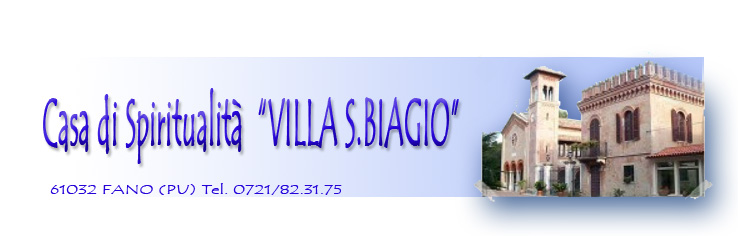 Casa di Spiritualità "VILLA S.BIAGIO"
61032 FANO (PU) Tel. 0721/82.31.75